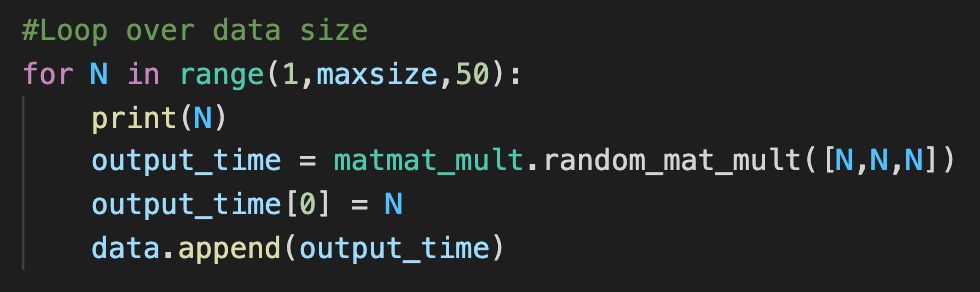 #Loop over data size
for N in range(1,maxsize,50):
    print(N)
    output_time = matmat_mult.random_mat_mult([N,N,N])
    output_time[0] = N
    data.append(output_time)